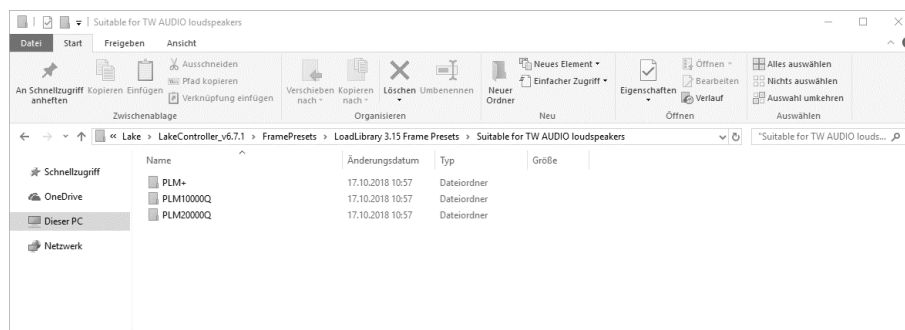 Suitable for TW AUDIO loudspeakers
Datei Start Freigeben Ansicht
An Schnellzugriff anheften
Kopieren
Einfügen
Ausschneiden
Pfad kopieren
Verknüpfung einfügen
Zwischenablage
Verschieben nach
Kopieren nach
Löschen
Umbenennen
Organisieren
Neuer Ordner
Neues Element
Einfacher Zugriff
Neu
Eigenschaften
Öffnen
Bearbeiten
Verlauf
Öffnen
Alles auswählen
Nichts auswählen
Auswahl umkehren
Auswählen
« Lake > LakeController_v6.7.1 > FramePresets > LoadLibrary 3.15 Frame Presets > Suitable for TW AUDIO loudspeakers
"Suitable for TW AUDIO louds...
Schnellzugriff
OneDrive
Dieser PC
Netzwerk
Name Änderungsdatum Typ Größe
PLM+ 17.10.2018 10:57 Dateiordner
PLM10000Q 17.10.2018 10:57 Dateiordner
PLM20000Q 17.10.2018 10:57 Dateiordner